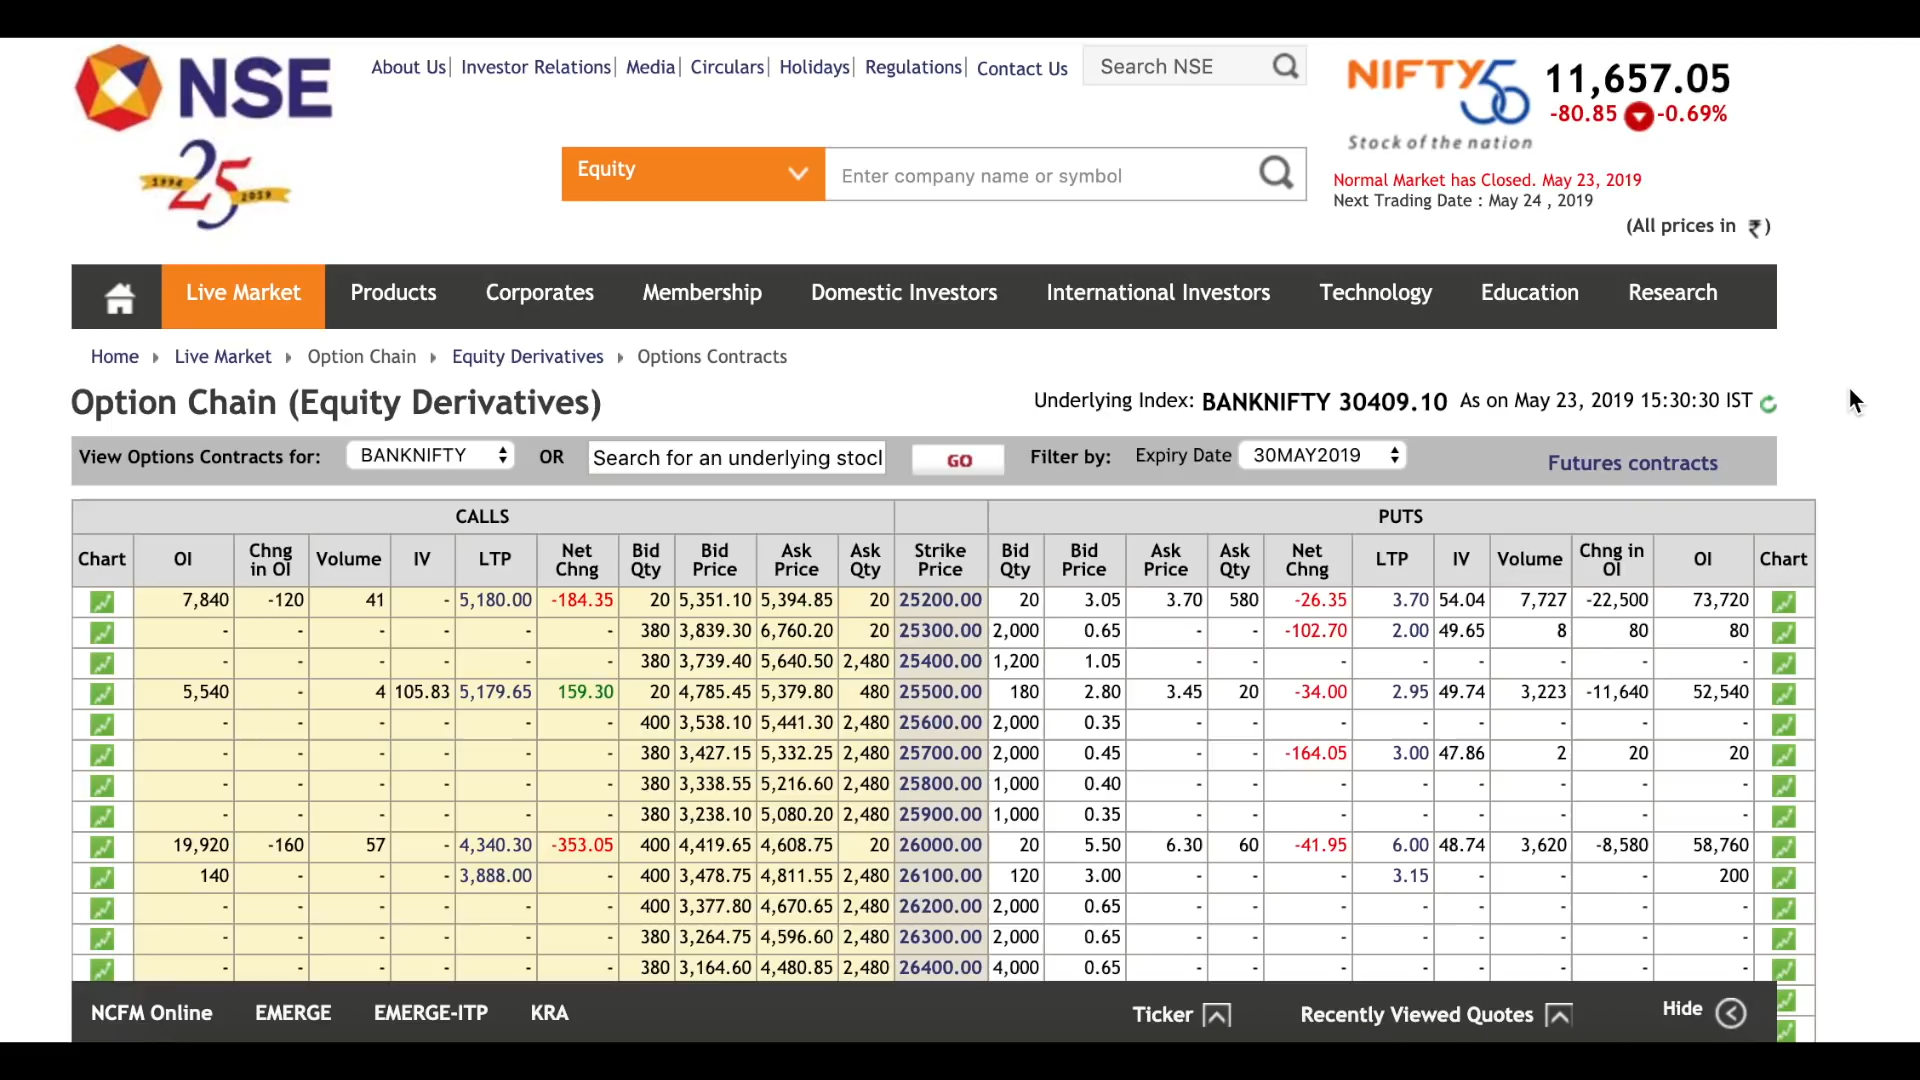 NSE
About Us| Investor Relations| Media| Circulars| Holidays| Regulations| Contact Us
Search NSE
NIFTY50
Stock of the nation
11,657.05
-80.85 -0.69%
1994 25 2019
Equity
Enter company name or symbol
Normal Market has Closed. May 23, 2019
Next Trading Date : May 24 , 2019
(All prices in ₹)
Live Market Products Corporates Membership Domestic Investors International Investors Technology Education Research
Home Live Market Option Chain Equity Derivatives Options Contracts
Option Chain (Equity Derivatives)
Underlying Index: BANKNIFTY 30409.10 As on May 23, 2019 15:30:30 IST
View Options Contracts for: BANKNIFTY OR Search for an underlying stocl GO Filter by: Expiry Date 30MAY2019 Futures contracts
CALLS PUTS
Chart OI Chng in OI Volume IV LTP Net Chng Bid Qty Bid Price Ask Price Ask Qty Strike Price Bid Qty Bid Price Ask Price Ask Qty Net Chng LTP IV Volume Chng in OI OI Chart
7,840 -120 41 - 5,180.00 -184.35 20 5,351.10 5,394.85 20 25200.00 20 3.05 3.70 580 -26.35 3.70 54.04 7,727 -22,500 73,720
- - - - - - 380 3,839.30 6,760.20 20 25300.00 2,000 0.65 - - -102.70 2.00 49.65 8 80 80
- - - - - - 380 3,739.40 5,640.50 2,480 25400.00 1,200 1.05 - - - - - - - -
5,540 - 4 105.83 5,179.65 159.30 20 4,785.45 5,379.80 480 25500.00 180 2.80 3.45 20 -34.00 2.95 49.74 3,223 -11,640 52,540
- - - - - - 400 3,538.10 5,441.30 2,480 25600.00 2,000 0.35 - - - - - - - -
- - - - - - 380 3,427.15 5,332.25 2,480 25700.00 2,000 0.45 - - -164.05 3.00 47.86 2 20 20
- - - - - - 380 3,338.55 5,216.60 2,480 25800.00 1,000 0.40 - - - - - - - -
- - - - - - 380 3,238.10 5,080.20 2,480 25900.00 1,000 0.35 - - - - - - - -
19,920 -160 57 - 4,340.30 -353.05 400 4,419.65 4,608.75 20 26000.00 20 5.50 6.30 60 -41.95 6.00 48.74 3,620 -8,580 58,760
140 - - - 3,888.00 - 400 3,478.75 4,811.55 2,480 26100.00 120 3.00 - - - 3.15 - - - 200
- - - - - - 400 3,377.80 4,670.65 2,480 26200.00 2,000 0.65 - - - - - - - -
- - - - - - 380 3,264.75 4,596.60 2,480 26300.00 2,000 0.65 - - - - - - - -
- - - - - - 380 3,164.60 4,480.85 2,480 26400.00 4,000 0.65 - - - - - - - -
NCFM Online EMERGE EMERGE-ITP KRA Ticker Recently Viewed Quotes Hide